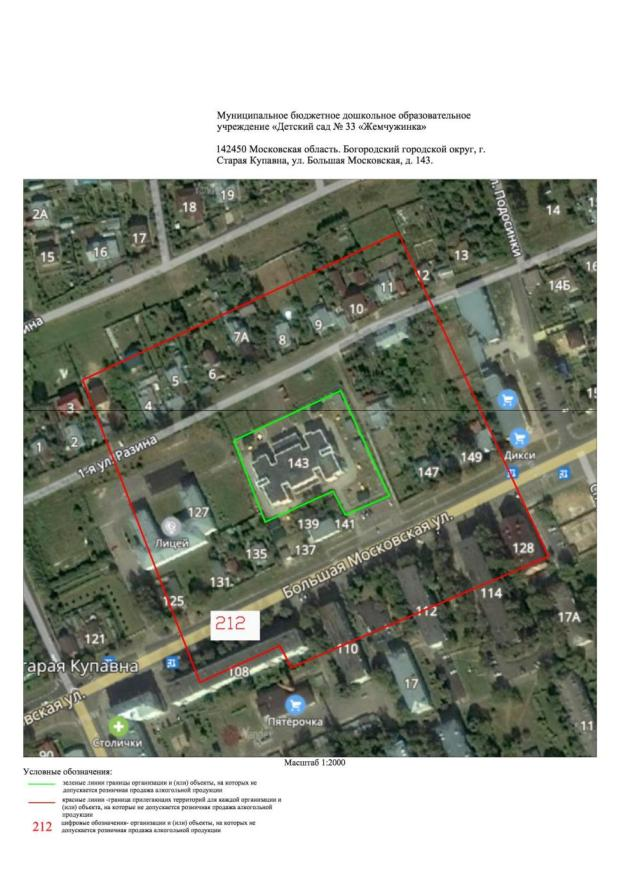 Муниципальное бюджетное дошкольное образовательное
учреждение «Детский сад № 33 «Жемчужинка»
142450 Московская область. Богородский городской округ, г.
Старая Купавна, ул. Большая Московская, д. 143.
19
18
2А
17
16
15
14
ул. Подосинки
13
12
11
10
9
8
7А
6
5
4
3
2
1
14Б
16
1-я ул. Разина
143
Дикси
149
147
127
Лицей
139
141
137
135
131
125
Большая Московская ул.
128
114
112
110
108
17А
17
121
212
Пятёрочка
Столички
11
90
Масштаб 1:2000
Условные обозначения:
зеленые линии границы организации и (или) объекты, на которых не
допускается розничная продажа алкогольной продукции
красные линии -граница прилегающих территорий для каждой организации и
(или) объекта, на которые не допускается розничная продажа алкогольной
продукции
212
цифровые обозначения- организации и (или) объекты, на которых не
допускается розничная продажа алкогольной продукции